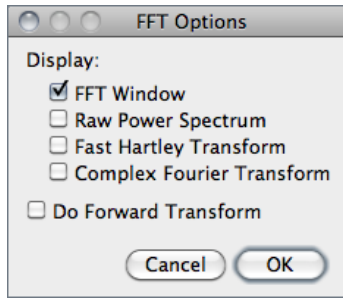 FFT Options
Display:
FFT Window
Raw Power Spectrum
Fast Hartley Transform
Complex Fourier Transform
Do Forward Transform
Cancel OK